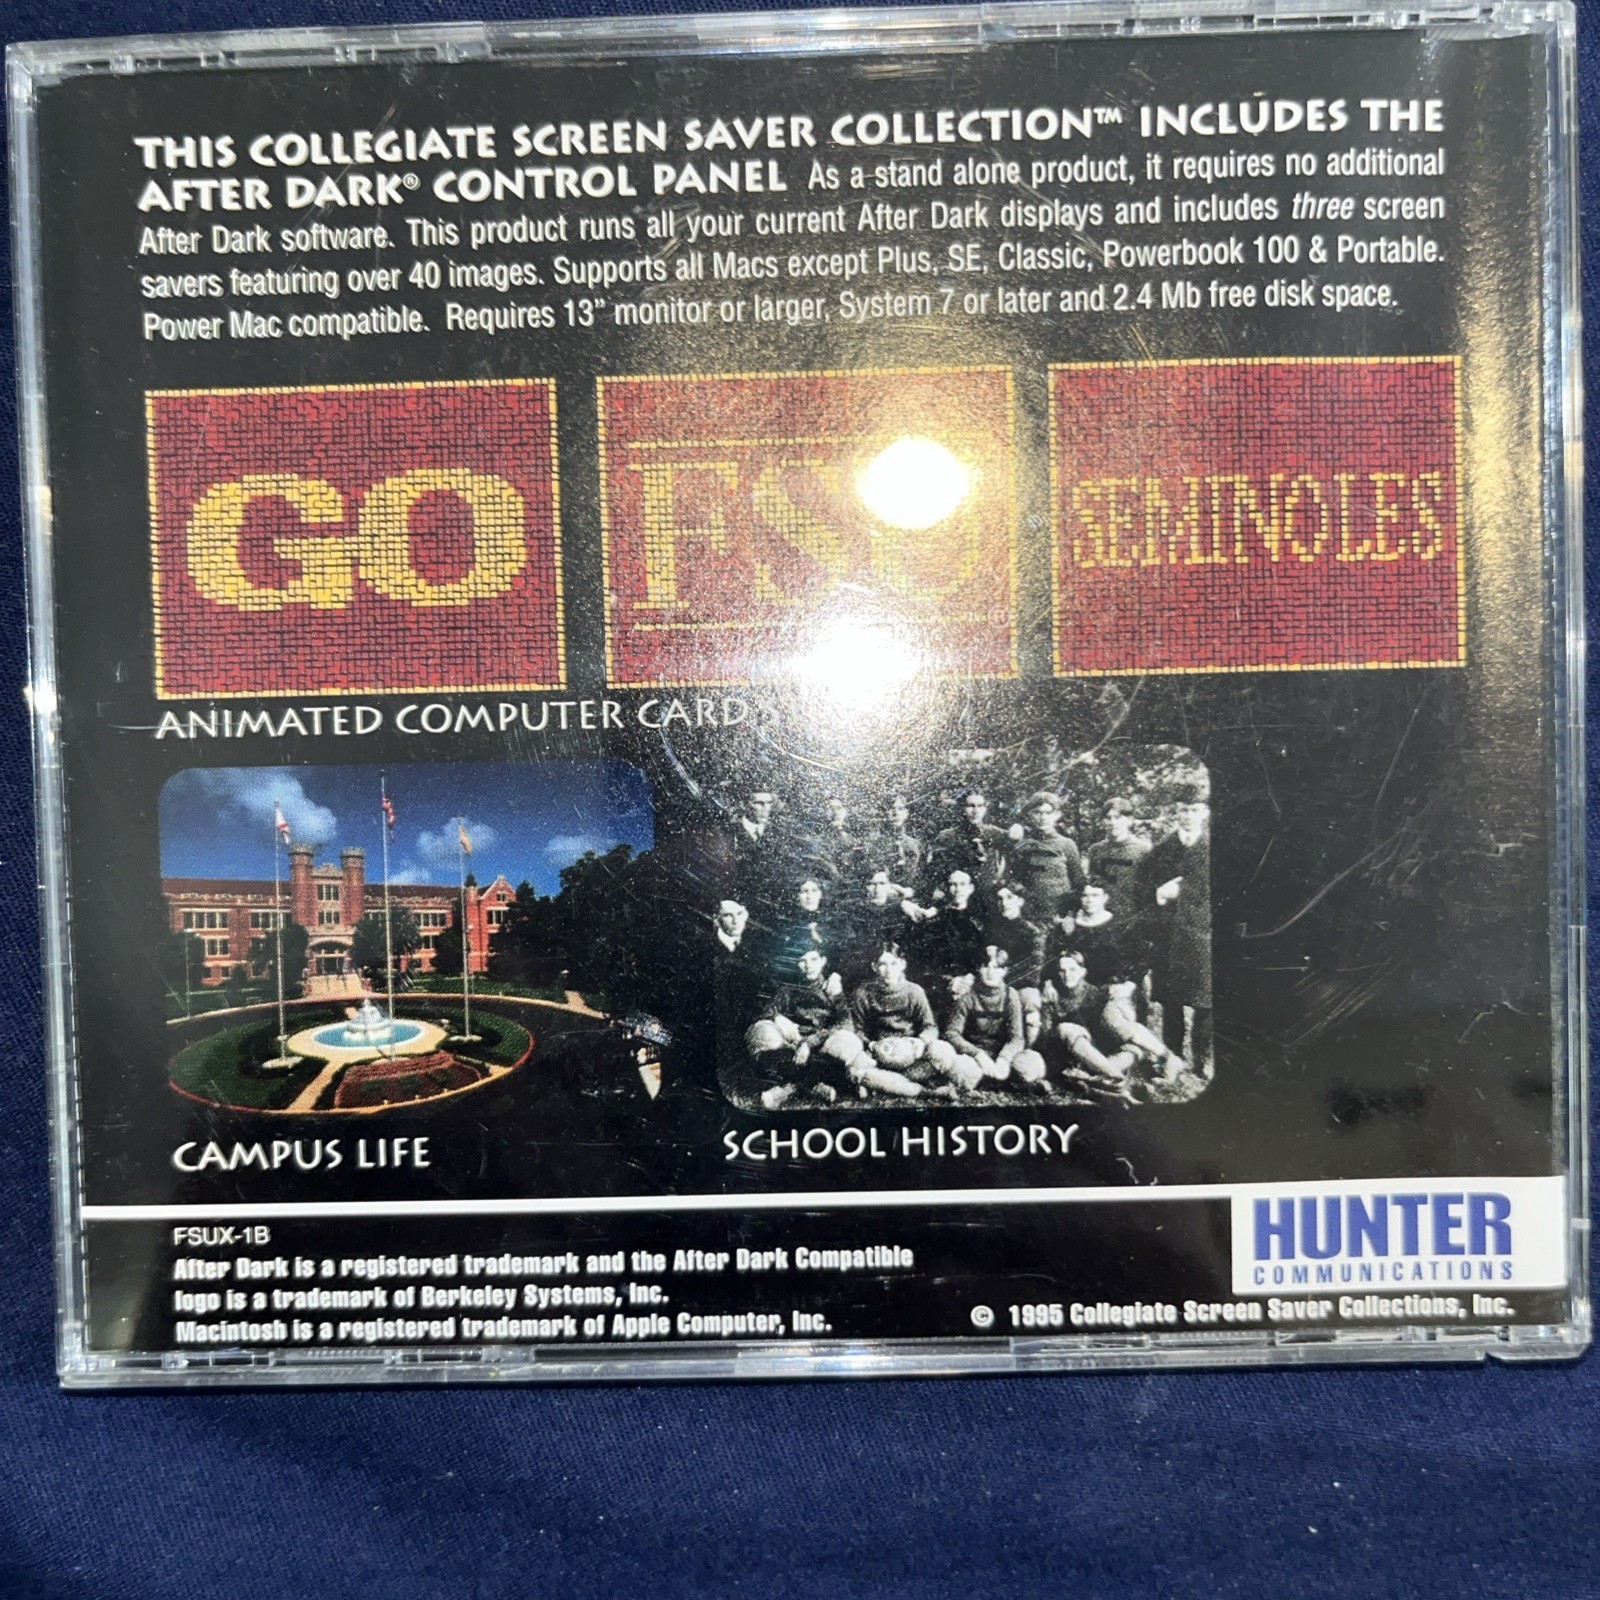 THIS COLLEGIATE SCREEN SAVER COLLECTION™ INCLUDES THE
AFTER DARK® CONTROL PANEL As a stand alone product, it requires no additional
After Dark software. This product runs all your current After Dark displays and includes three screen
savers featuring over 40 images. Supports all Macs except Plus, SE, Classic, Powerbook 100 & Portable.
Power Mac compatible. Requires 13” monitor or larger, System 7 or later and 2.4 Mb free disk space.
GO
FSU
®
SEMINOLES
ANIMATED COMPUTER CARD
CAMPUS LIFE
SCHOOL HISTORY
FSUX-1B
After Dark is a registered trademark and the After Dark Compatible
logo is a trademark of Berkeley Systems, Inc.
Macintosh is a registered trademark of Apple Computer, Inc.
HUNTER
COMMUNICATIONS
© 1995 Collegiate Screen Saver Collections, Inc.